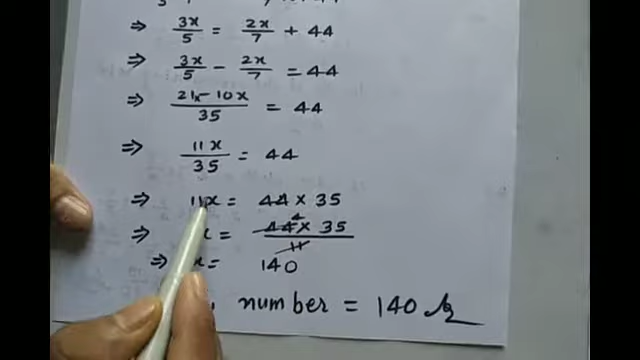 ⇒ 3x/5 = 2x/7 + 44
⇒ 3x/5 - 2x/7 = 44
⇒ 21x - 10x/35 = 44
⇒ 11x/35 = 44
⇒ 11x = 44 x 35
⇒ x = 44 4 x 35/11
⇒ x = 140
number = 140